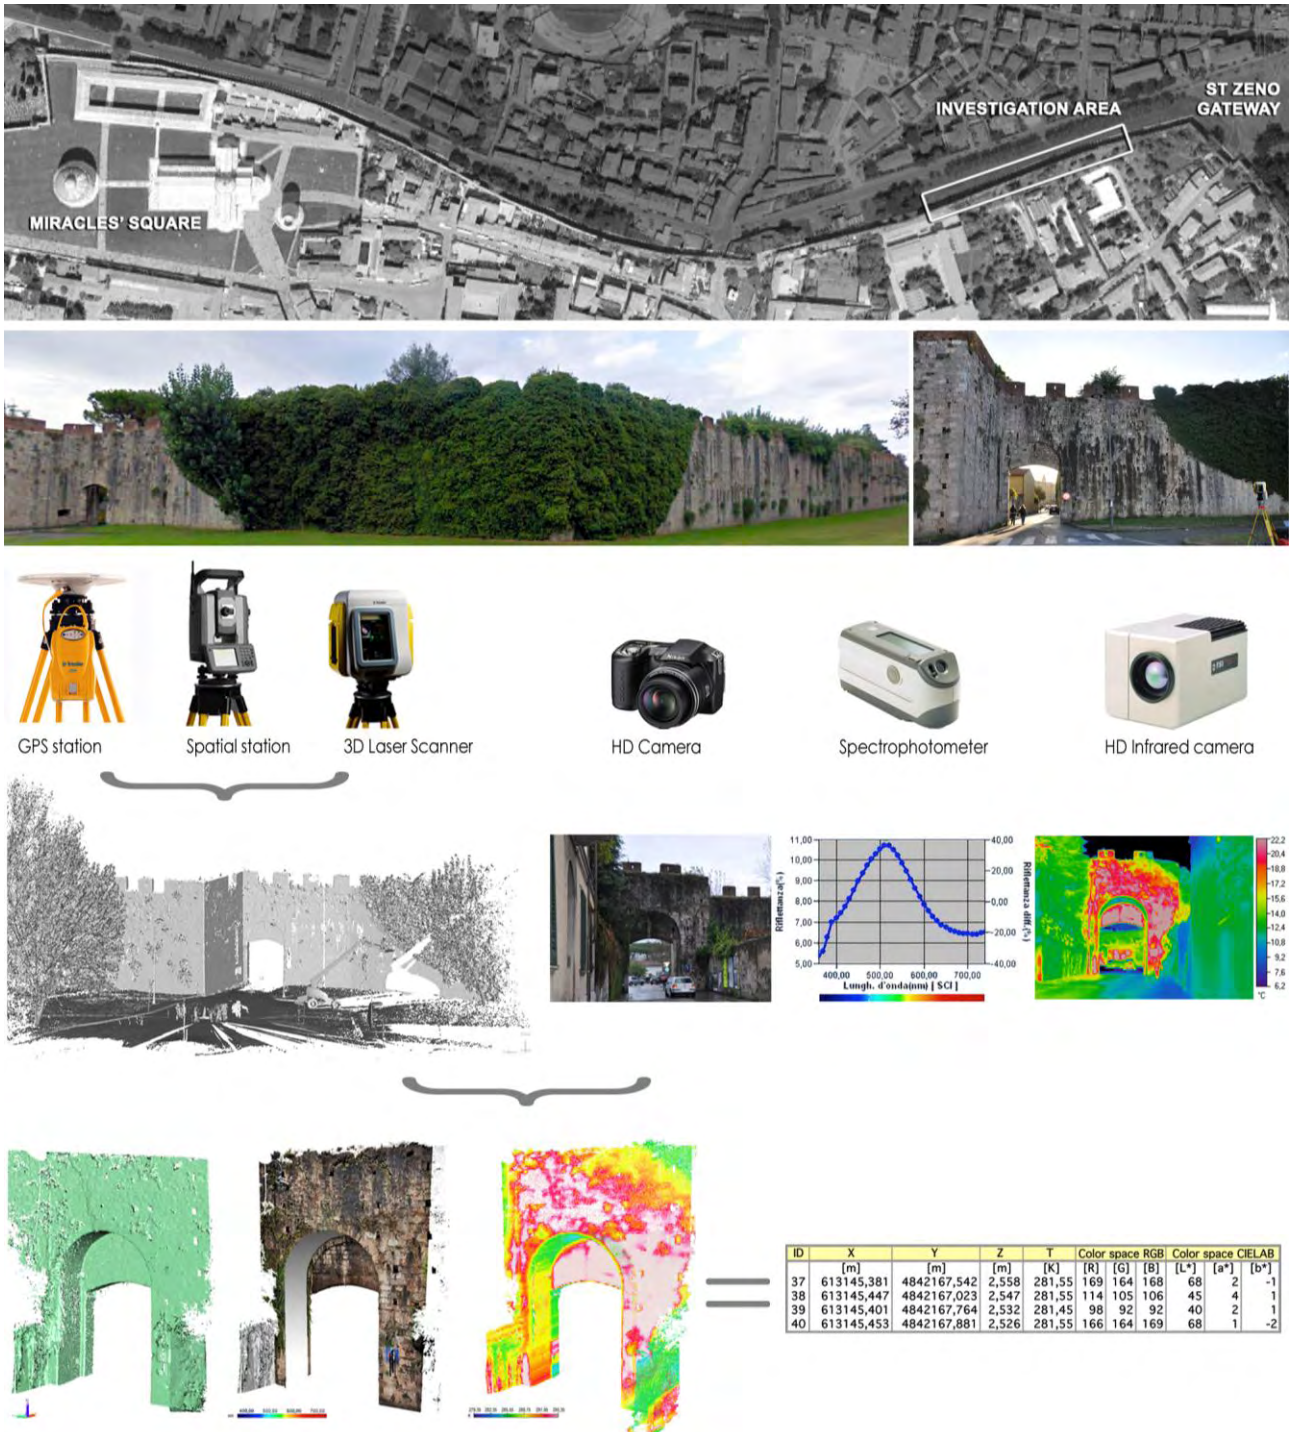 ST ZENO
GATEWAY
INVESTIGATION AREA
MIRACLES' SQUARE
GPS station
Spatial station
3D Laser Scanner
HD Camera
Spectrophotometer
HD Infrared camera
11,00
10,00
9,00
8,00
7,00
6,00
5,00
Riflettanza(%)
40,00
20,00
0,00
-20,00
-40,00
Riflettanza diff.(%)
400,00 500,00 600,00 700,00
Lungh. d'onda(nm) [ SCI ]
22,2
20,4
18,8
17,2
15,6
14,0
12,4
10,8
9,2
7,6
6,2
°C
ID X Y Z T Color space RGB Color space CIELAB
[m] [m] [m] [K] [R] [G] [B] [L*] [a*] [b*]
37 613145,381 4842167,542 2,558 281,55 169 164 168 68 2 -1
38 613145,447 4842167,023 2,547 281,55 114 105 106 45 4 1
39 613145,401 4842167,764 2,532 281,45 98 92 92 40 2 1
40 613145,453 4842167,881 2,526 281,55 166 164 169 68 1 -2